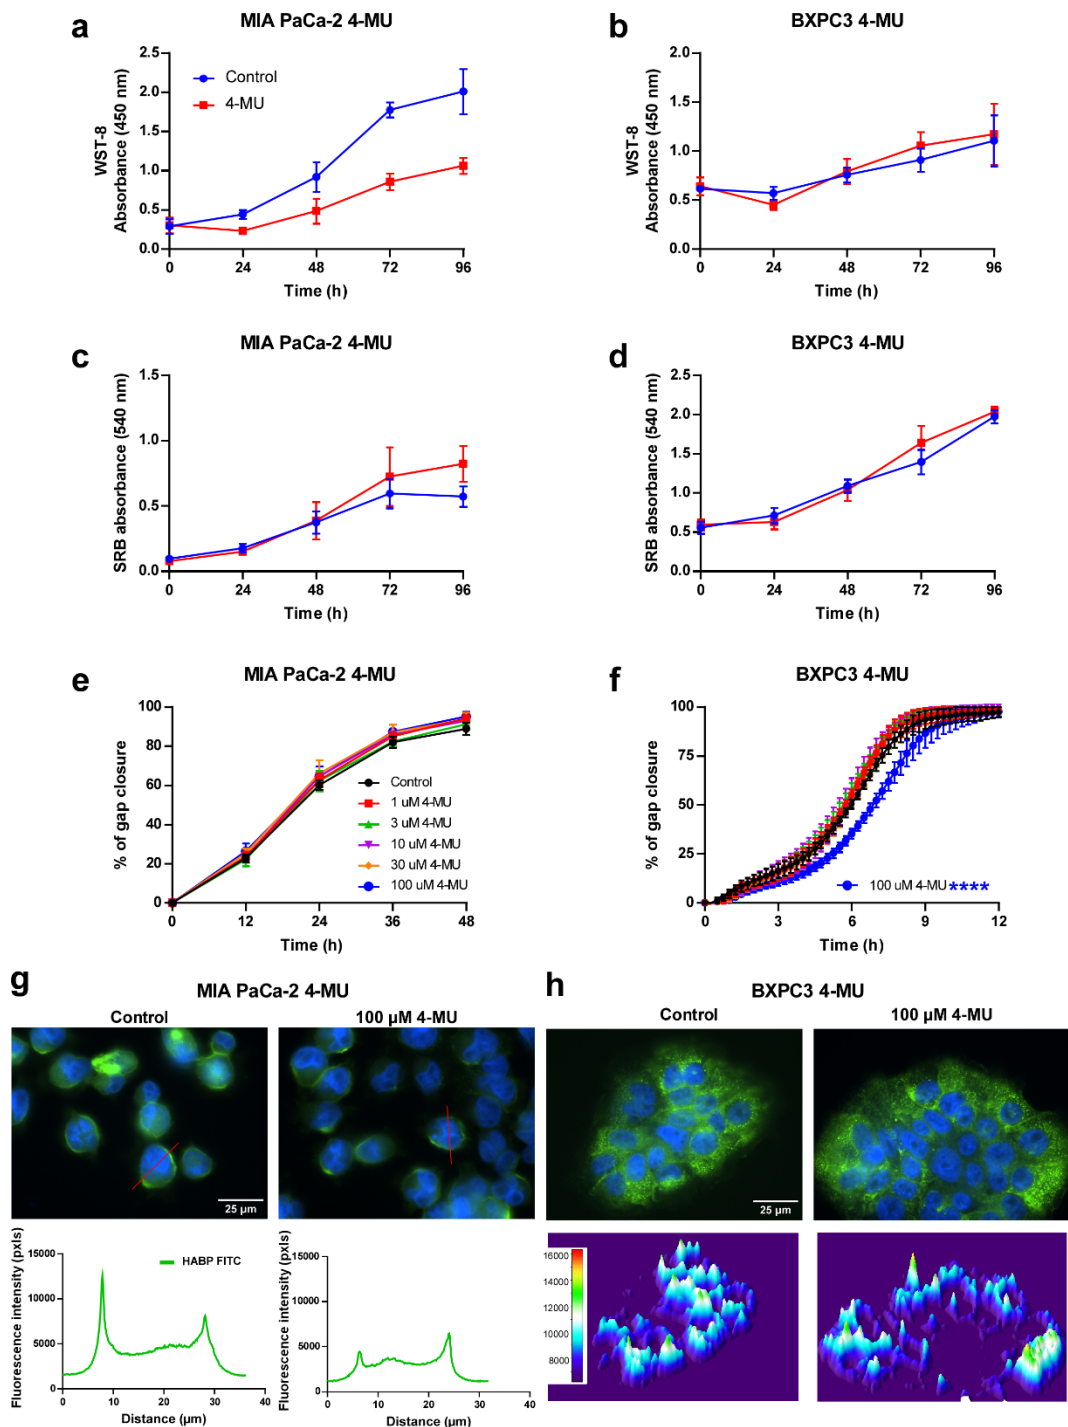 a
MIA PaCa-2 4-MU
WST-8
Absorbance (450 nm)
2.5
2.0
1.5
1.0
0.5
0.0
Control
4-MU
0 24 48 72 96
Time (h)
b
BXPC3 4-MU
WST-8
Absorbance (450 nm)
2.0
1.5
1.0
0.5
0.0
0 24 48 72 96
Time (h)
c
MIA PaCa-2 4-MU
SRB absorbance (540 nm)
1.5
1.0
0.5
0.0
0 24 48 72 96
Time (h)
d
BXPC3 4-MU
SRB absorbance (540 nm)
2.5
2.0
1.5
1.0
0.5
0.0
0 24 48 72 96
Time (h)
e
MIA PaCa-2 4-MU
% of gap closure
100
80
60
40
20
0
Control
1 uM 4-MU
3 uM 4-MU
10 uM 4-MU
30 uM 4-MU
100 uM 4-MU
0 12 24 36 48
Time (h)
f
BXPC3 4-MU
% of gap closure
100
75
50
25
0
100 uM 4-MU****
0 3 6 9 12
Time (h)
g
MIA PaCa-2 4-MU
Control
100 µM 4-MU
25 µm
Fluorescence intensity (pxls)
15000
10000
5000
0
HABP FITC
0 10 20 30 40
Distance (µm)
Fluorescence intensity (pxls)
15000
10000
5000
0
0 10 20 30 40
Distance (µm)
h
BXPC3 4-MU
Control
100 µM 4-MU
25 µm
16000
14000
12000
10000
8000